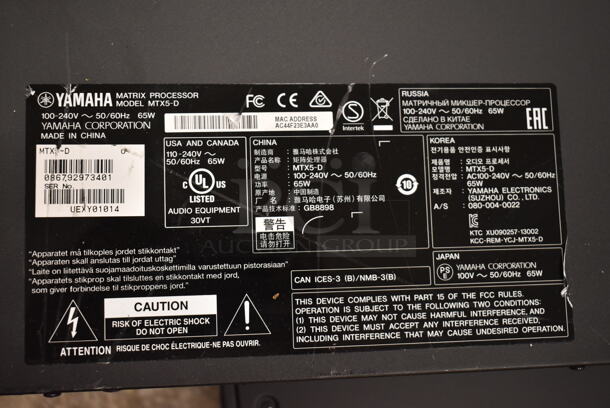 YAMAHA MATRIX PROCESSOR
MODEL MTX5-D
100-240V ~ 50/60Hz 65W
YAMAHA CORPORATION
MADE IN CHINA
FC CE
Intertek
MAC ADDRESS
AC44F23E3AA0
RUSSIA
МАТРИЧНЫЙ МИКШЕР-ПРОЦЕССОР
100-240V ~ 50/60Hz 65W
СДЕЛАНО В КИТАЕ
YAMAHA CORPORATION
EAC
MTX5-D
086792973401
SER No.
UEXY01014
USA AND CANADA
110-240V ~
50/60Hz 65W
C UL US
LISTED
AUDIO EQUIPMENT
30VT
CHINA
制造商：雅马哈株式会社
产品名称：矩阵处理器
型号：MTX5-D
电源：100-240V ~ 50/60Hz
功率：65W
原产地：中国制造
厂名：雅马哈电子（苏州）有限公司
产品技术标准：GB8898
警告
电击危险
请勿打开
10
KOREA
전기용품 안전인증 표시사항
제품명 : 오디오 프로세서
모델명 : MTX5-D
정격전압 : AC100-240V ~ 50/60Hz
65W
제조자 : YAMAHA ELECTRONICS
(SUZHOU) CO., LTD.
A/S : 080-004-0022
KTC XU090257-13002
KCC-REM-YCJ-MTX5-D
"Apparatet må tilkoples jordet stikkontakt"
"Apparaten skall anslutas till jordat uttag"
"Laite on liitettävä suojamaadoituskoskettimilla varustettuun pistorasiaan"
"Apparatets stikprop skal tilsluttes en stikkontakt med jord,
som giver forbindelse til stikproppens jord."
CAN ICES-3 (B)/NMB-3(B)
JAPAN
PSE YAMAHA CORPORATION
100V ~ 50/60Hz 65W
CAUTION
RISK OF ELECTRIC SHOCK
DO NOT OPEN
ATTENTION RISQUE DE CHOC ÉLECTRIQUE-NE PAS OUVRIR.
THIS DEVICE COMPLIES WITH PART 15 OF THE FCC RULES.
OPERATION IS SUBJECT TO THE FOLLOWING TWO CONDITIONS:
(1) THIS DEVICE MAY NOT CAUSE HARMFUL INTERFERENCE, AND
(2) THIS DEVICE MUST ACCEPT ANY INTERFERENCE RECEIVED,
INCLUDING INTERFERENCE THAT MAY CAUSE UNDESIRED OPERATION.